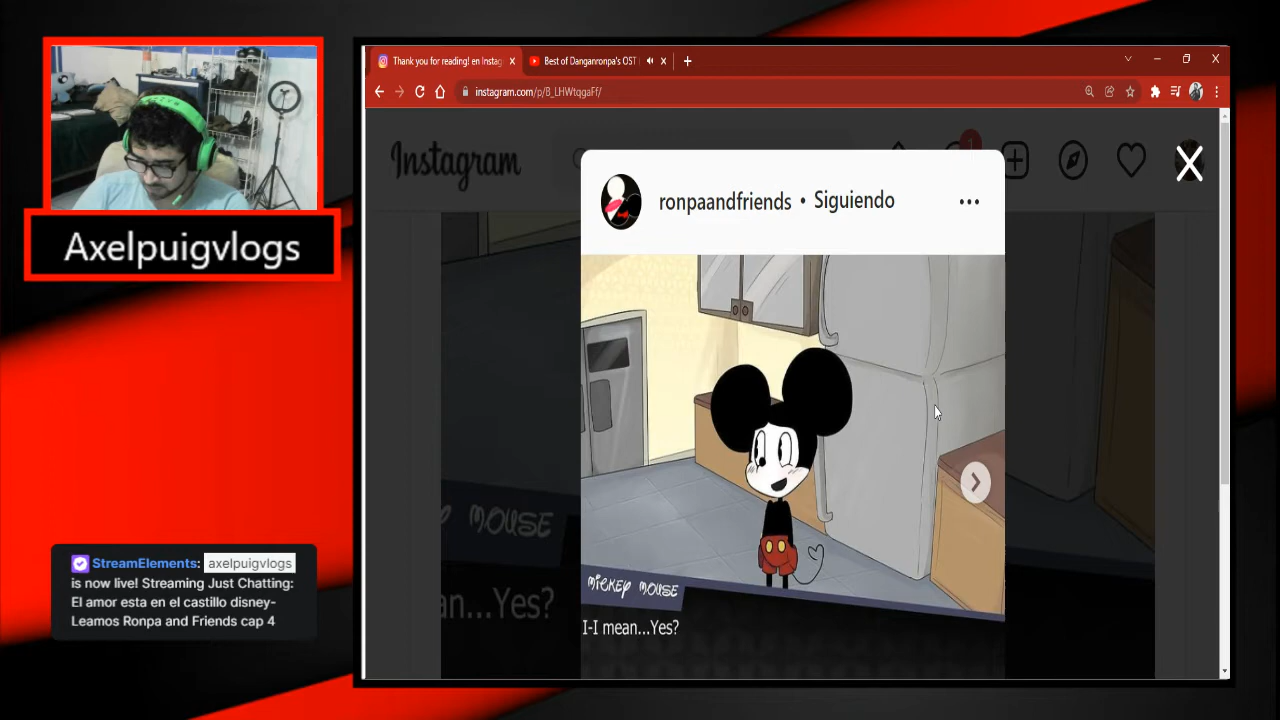 Thank you for reading! en Instag
Best of Danganronpa's OST
instagram.com/p/B_LHWtqgaFf/
Instagram
1
ronpaandfriends • Siguiendo
Axelpuigvlogs
MOUSE
an...Yes?
MICKEY MOUSE
I-I mean...Yes?
StreamElements: axelpuigvlogs
is now live! Streaming Just Chatting:
El amor esta en el castillo disney-
Leamos Ronpa and Friends cap 4